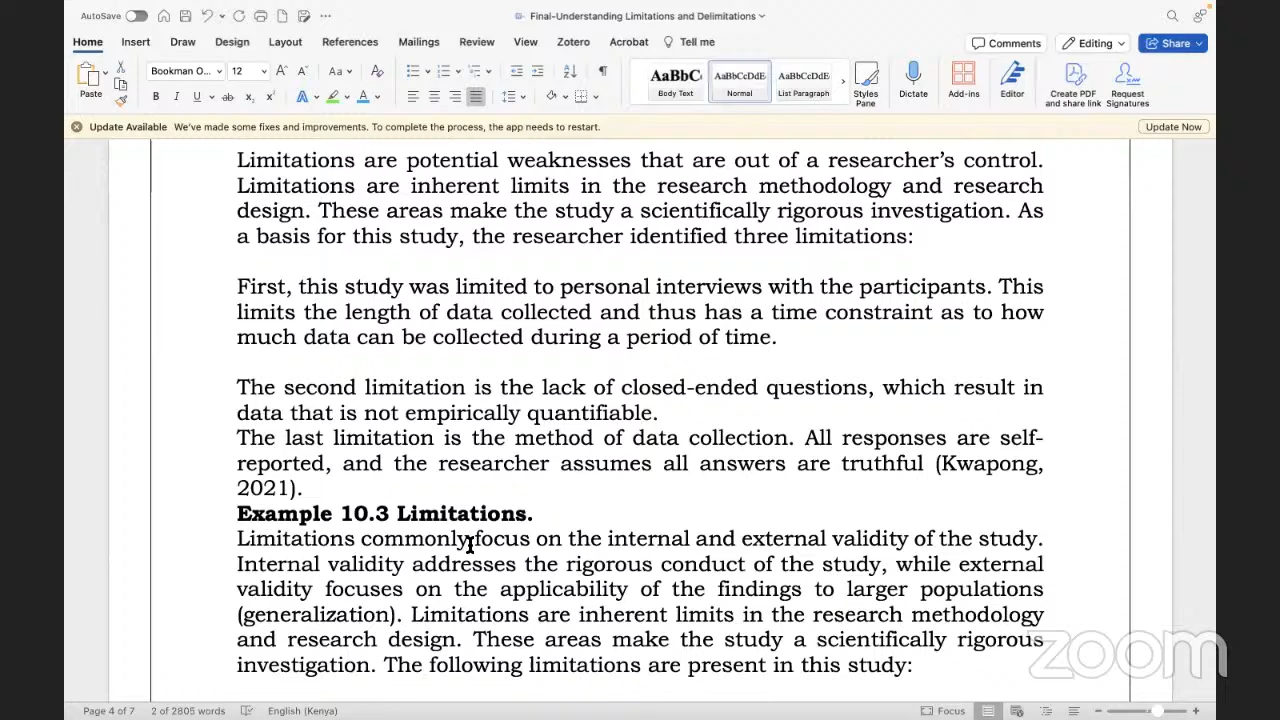 AutoSave
Final-Understanding Limitations and Delimitations
Home Insert Draw Design Layout References Mailings Review View Zotero Acrobat Tell me Comments Editing Share
Bookman O... 12 Aa
Paste
B I U ab x₂ x² A A
AaBbC AaBbCcDdE AaBbCcDdE
Body Text Normal List Paragraph
Styles Pane Dictate Add-ins Editor Create PDF and share link Request Signatures
Update Available We've made some fixes and improvements. To complete the process, the app needs to restart. Update Now
Limitations are potential weaknesses that are out of a researcher's control.
Limitations are inherent limits in the research methodology and research
design. These areas make the study a scientifically rigorous investigation. As
a basis for this study, the researcher identified three limitations:
First, this study was limited to personal interviews with the participants. This
limits the length of data collected and thus has a time constraint as to how
much data can be collected during a period of time.
The second limitation is the lack of closed-ended questions, which result in
data that is not empirically quantifiable.
The last limitation is the method of data collection. All responses are self-
reported, and the researcher assumes all answers are truthful (Kwapong,
2021).
Example 10.3 Limitations.
Limitations commonly focus on the internal and external validity of the study.
Internal validity addresses the rigorous conduct of the study, while external
validity focuses on the applicability of the findings to larger populations
(generalization). Limitations are inherent limits in the research methodology
and research design. These areas make the study a scientifically rigorous
investigation. The following limitations are present in this study:
zoom
Page 4 of 7 2 of 2805 words English (Kenya) Focus